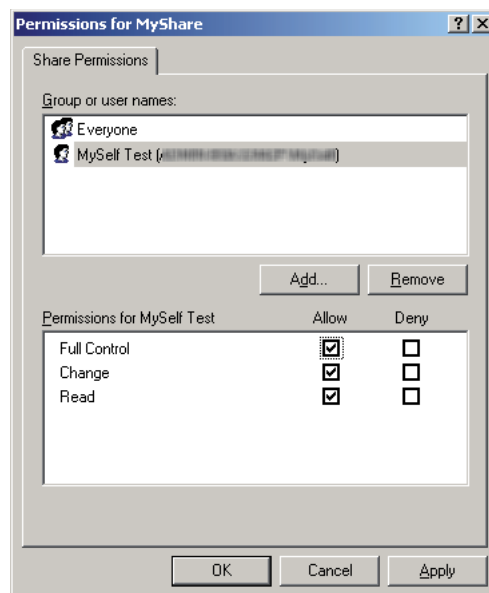 Permissions for MyShare
Share Permissions
Group or user names:
Everyone
MySelf Test ( )
Add... Remove
Permissions for MySelf Test Allow Deny
Full Control
Change
Read
OK Cancel Apply